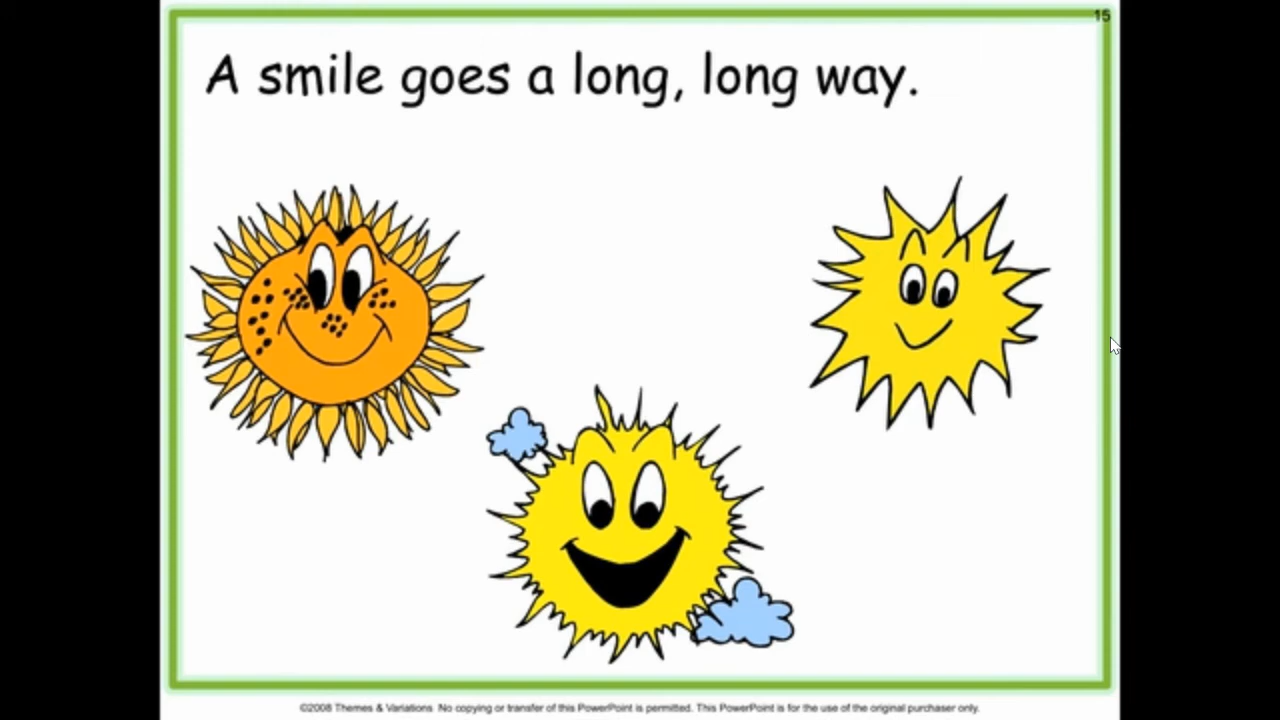 15
A smile goes a long, long way.
©2008 Themes & Variations No copying or transfer of this PowerPoint is permitted. This PowerPoint is for the use of the original purchaser only.